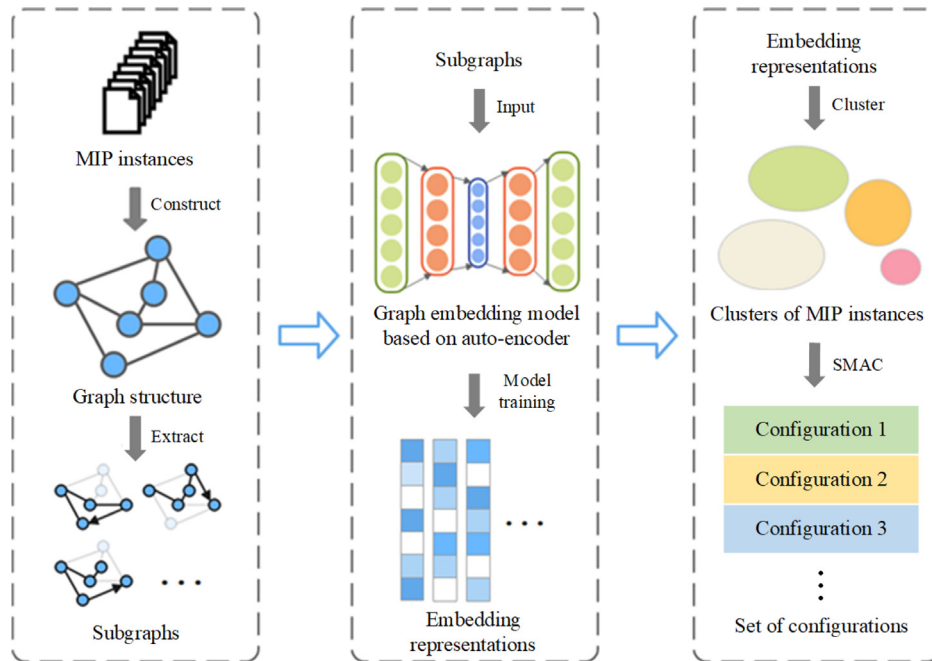 MIP instances
Construct
Graph structure
Extract
Subgraphs
Subgraphs
Input
Graph embedding model
based on auto-encoder
Model
training
Embedding
representations
Embedding
representations
Cluster
Clusters of MIP instances
SMAC
Configuration 1
Configuration 2
Configuration 3
Set of configurations